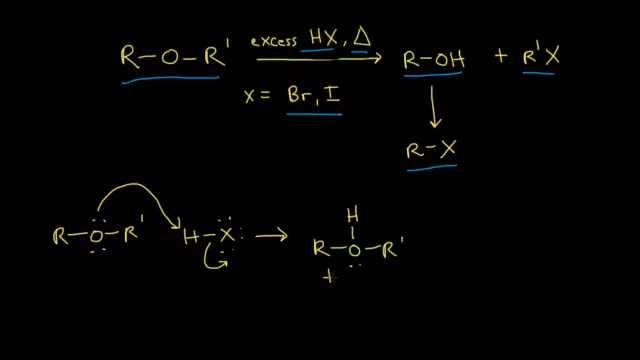 R-O-R' excess HX, Δ R-OH + R'X
x = Br, I
R-X
H
R-O-R' H-X: → R-O-R'
+